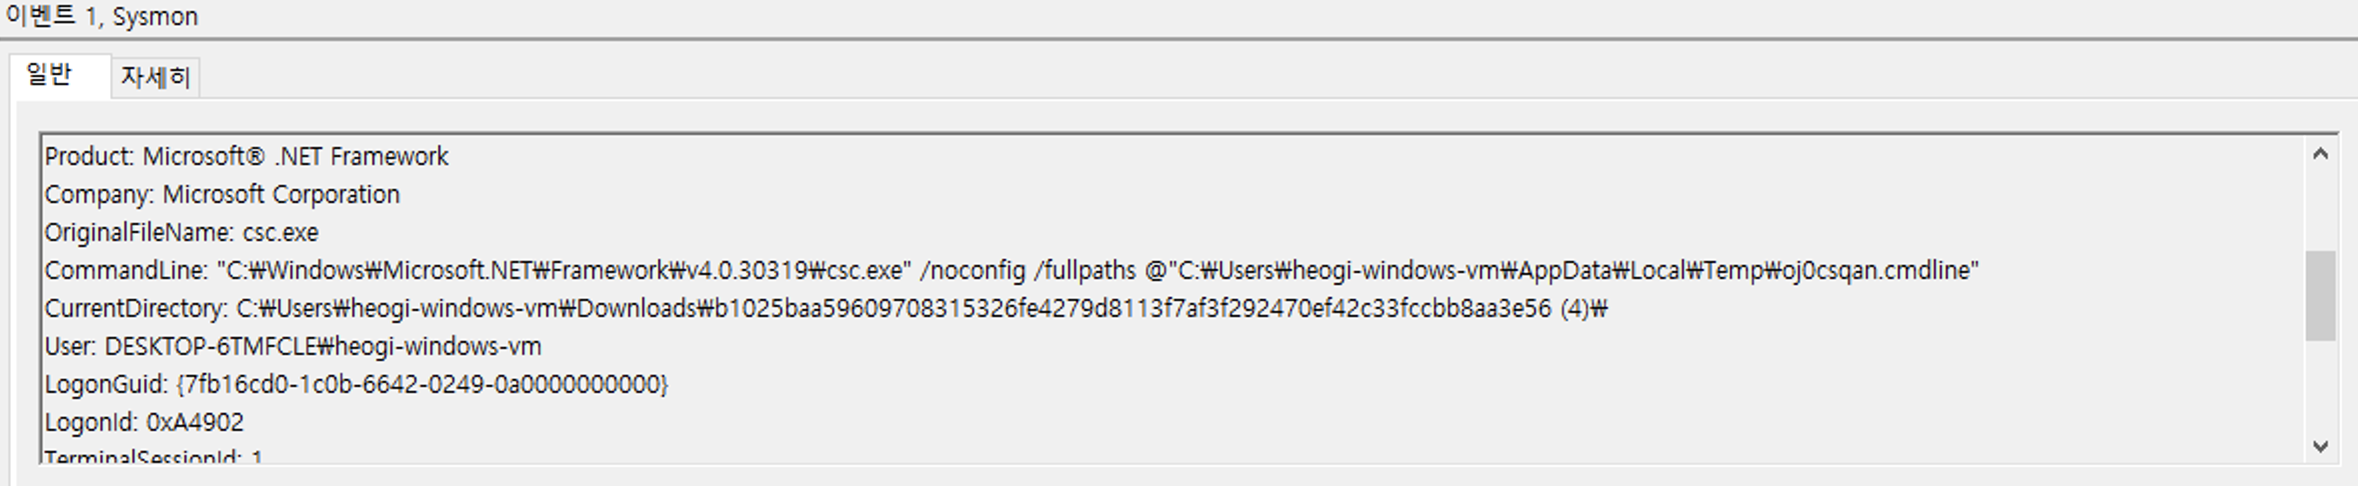 이벤트 1, Sysmon
일반
자세히
Product: Microsoft® .NET Framework
Company: Microsoft Corporation
OriginalFileName: csc.exe
CommandLine: "C:₩Windows₩Microsoft.NET₩Framework₩v4.0.30319₩csc.exe" /noconfig /fullpaths @"C:₩Users₩heogi-windows-vm₩AppData₩Local₩Temp₩oj0csqan.cmdline"
CurrentDirectory: C:₩Users₩heogi-windows-vm₩Downloads₩b1025baa59609708315326fe4279d8113f7af3f292470ef42c33fccbb8aa3e56 (4)₩
User: DESKTOP-6TMFCLE₩heogi-windows-vm
LogonGuid: {7fb16cd0-1c0b-6642-0249-0a0000000000}
LogonId: 0xA4902
TerminalSessionId: 1